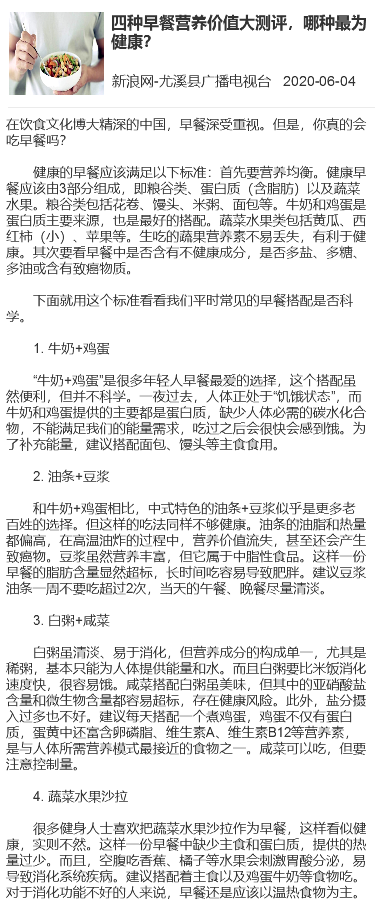 四种早餐营养价值大测评，哪种最为
健康？
新浪网-尤溪县广播电视台 2020-06-04
在饮食文化博大精深的中国，早餐深受重视。但是，你真的会
吃早餐吗？
健康的早餐应该满足以下标准：首先要营养均衡。健康早
餐应该由3部分组成，即粮谷类、蛋白质（含脂肪）以及蔬菜
水果。粮谷类包括花卷、馒头、米粥、面包等。牛奶和鸡蛋是
蛋白质主要来源，也是最好的搭配。蔬菜水果类包括黄瓜、西
红柿（小）、苹果等。生吃的蔬果营养素不易丢失，有利于健
康。其次要看早餐中是否含有不健康成分，是否多盐、多糖、
多油或含有致癌物质。
下面就用这个标准看看我们平时常见的早餐搭配是否科
学。
1. 牛奶+鸡蛋
“牛奶+鸡蛋”是很多年轻人早餐最爱的选择，这个搭配虽
然便利，但并不科学。一夜过去，人体正处于“饥饿状态”，而
牛奶和鸡蛋提供的主要都是蛋白质，缺少人体必需的碳水化合
物，不能满足我们的能量需求，吃过之后会很快会感到饿。为
了补充能量，建议搭配面包、馒头等主食食用。
2. 油条+豆浆
和牛奶+鸡蛋相比，中式特色的油条+豆浆似乎是更多老
百姓的选择。但这样的吃法同样不够健康。油条的油脂和热量
都偏高，在高温油炸的过程中，营养价值流失，甚至还会产生
致癌物。豆浆虽然营养丰富，但它属于中脂性食品。这样一份
早餐的脂肪含量显然超标，长时间吃容易导致肥胖。建议豆浆
油条一周不要吃超过2次，当天的午餐、晚餐尽量清淡。
3. 白粥+咸菜
白粥虽清淡、易于消化，但营养成分的构成单一，尤其是
稀粥，基本只能为人体提供能量和水。而且白粥要比米饭消化
速度快，很容易饿。咸菜搭配白粥虽美味，但其中的亚硝酸盐
含量和微生物含量都容易超标，存在健康风险。此外，盐分摄
入过多也不好。建议每天搭配一个煮鸡蛋，鸡蛋不仅有蛋白
质，蛋黄中还富含卵磷脂、维生素A、维生素B12等营养素，
是与人体所需营养模式最接近的食物之一。咸菜可以吃，但要
注意控制量。
4. 蔬菜水果沙拉
很多健身人士喜欢把蔬菜水果沙拉作为早餐，这样看似健
康，实则不然。这样一份早餐中缺少主食和蛋白质，提供的热
量过少。而且，空腹吃香蕉、橘子等水果会刺激胃酸分泌，易
导致消化系统疾病。建议搭配着主食以及鸡蛋牛奶等食物吃。
对于消化功能不好的人来说，早餐还是应该以温热食物为主。